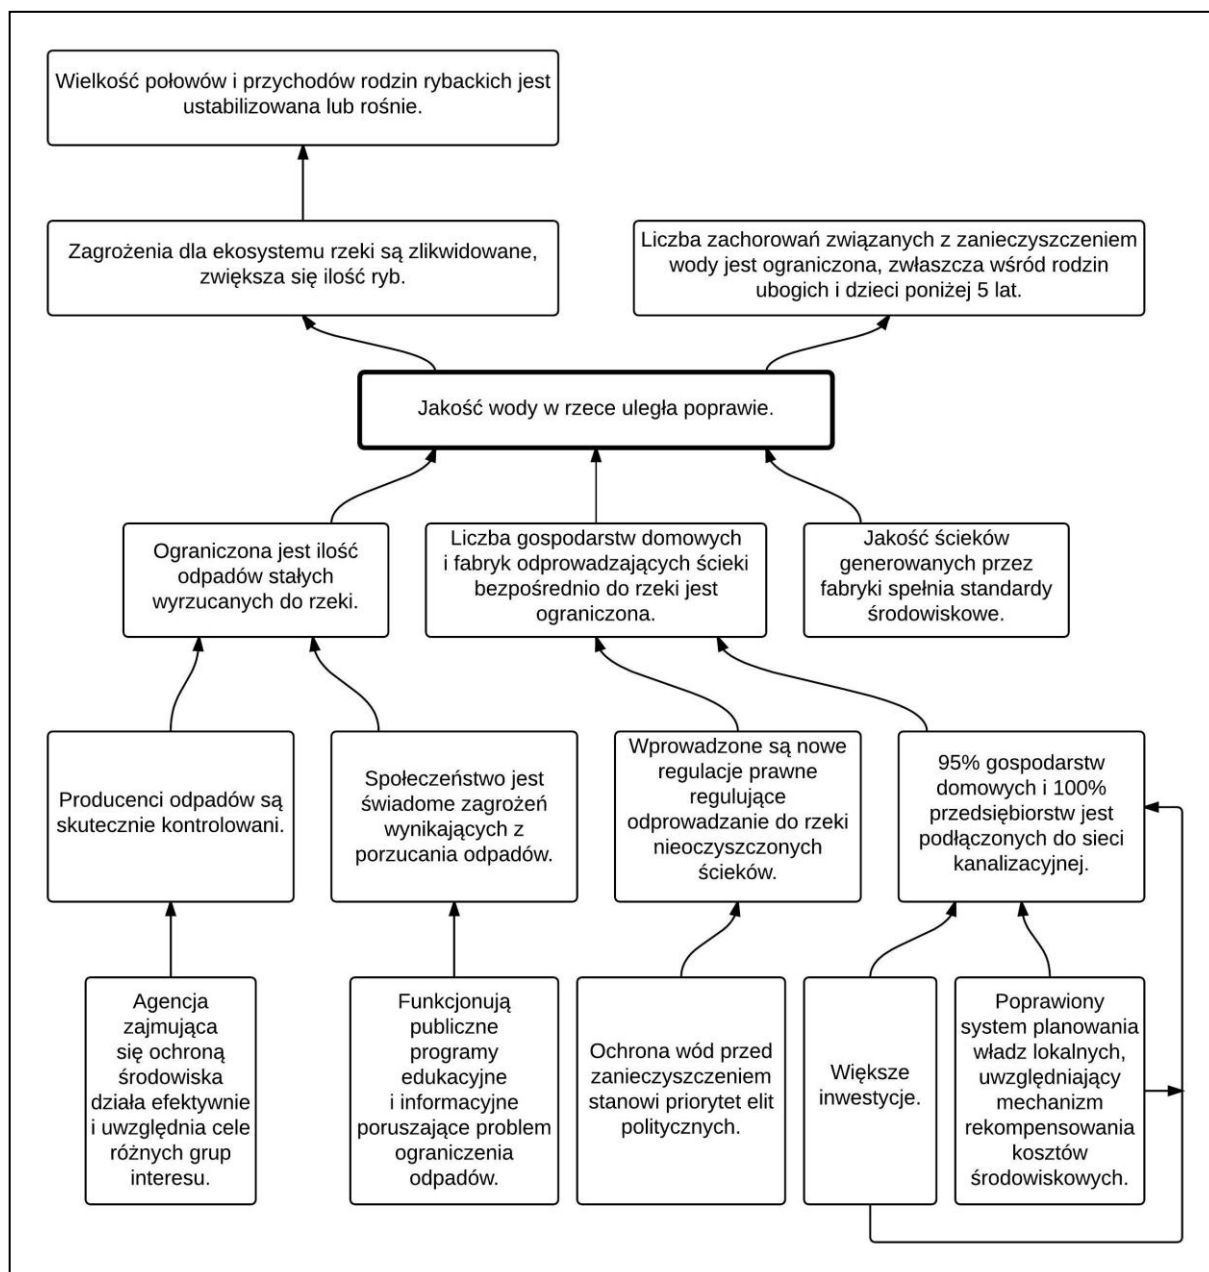 Wielkość połowów i przychodów rodzin rybackich jest
ustabilizowana lub rośnie.
Zagrożenia dla ekosystemu rzeki są zlikwidowane,
zwiększa się ilość ryb.
Liczba zachorowań związanych z zanieczyszczeniem
wody jest ograniczona, zwłaszcza wśród rodzin
ubogich i dzieci poniżej 5 lat.
Jakość wody w rzece uległa poprawie.
Ograniczona jest ilość
odpadów stałych
wyrzucanych do rzeki.
Liczba gospodarstw domowych
i fabryk odprowadzających ścieki
bezpośrednio do rzeki jest
ograniczona.
Jakość ścieków
generowanych przez
fabryki spełnia standardy
środowiskowe.
Producenci odpadów są
skutecznie kontrolowani.
Społeczeństwo jest
świadome zagrożeń
wynikających z
porzucania odpadów.
Wprowadzone są nowe
regulacje prawne
regulujące
odprowadzanie do rzeki
nieoczyszczonych
ścieków.
95% gospodarstw
domowych i 100%
przedsiębiorstw jest
podłączonych do sieci
kanalizacyjnej.
Agencja
zajmująca
się ochroną
środowiska
działa efektywnie
i uwzględnia cele
różnych grup
interesu.
Funkcjonują
publiczne
programy
edukacyjne
i informacyjne
poruszające problem
ograniczenia
odpadów.
Ochrona wód przed
zanieczyszczeniem
stanowi priorytet elit
politycznych.
Większe
inwestycje.
Poprawiony
system planowania
władz lokalnych,
uwzględniający
mechanizm
rekompensowania
kosztów
środowiskowych.